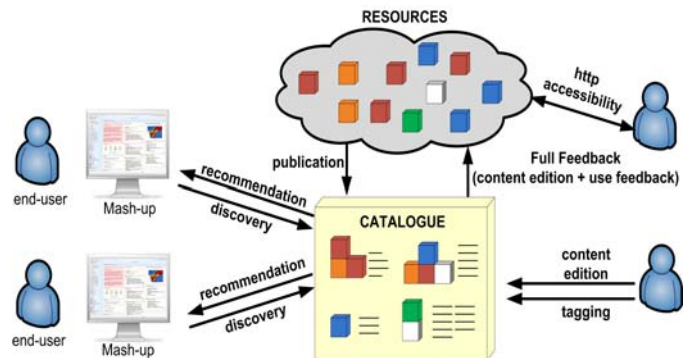 RESOURCES
http
accessibility
publication
Full Feedback
(content edition + use feedback)
recommendation
discovery
end-user
Mash-up
CATALOGUE
recommendation
discovery
end-user
Mash-up
content
edition
tagging